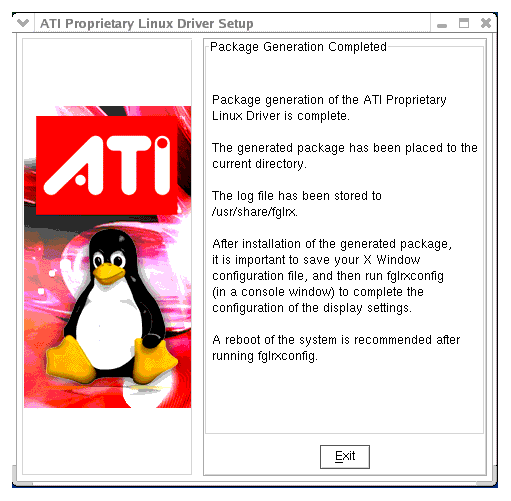 ATI Proprietary Linux Driver Setup
Package Generation Completed
ATI
Package generation of the ATI Proprietary
Linux Driver is complete.
The generated package has been placed to the
current directory.
The log file has been stored to
/usr/share/fglrx.
After installation of the generated package,
it is important to save your X Window
configuration file, and then run fglrxconfig
(in a console window) to complete the
configuration of the display settings.
A reboot of the system is recommended after
running fglrxconfig.
Exit